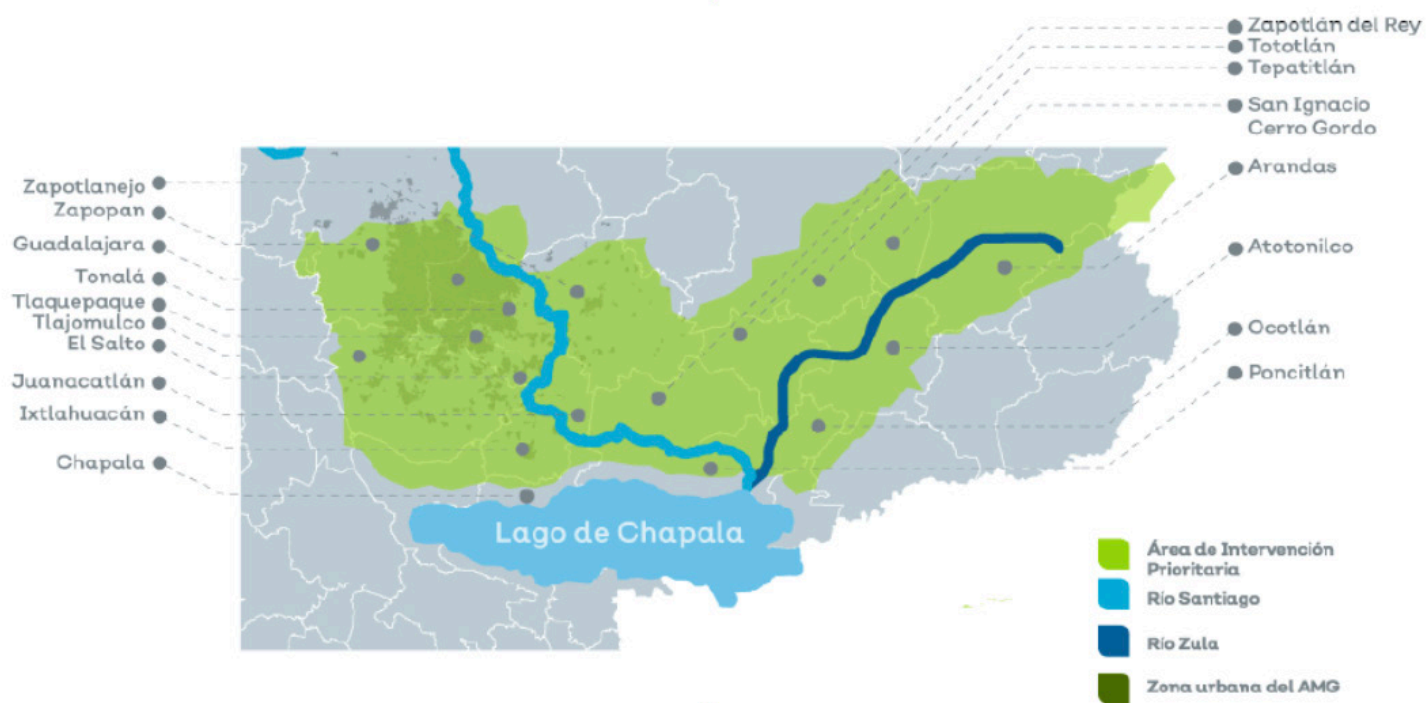 Zapotlán del Rey
Tototlán
Tepatitlán
San Ignacio
Cerro Gordo
Arandas
Atotonilco
Ocotlán
Poncitlán
Zapotlanejo
Zapopan
Guadalajara
Tonalá
Tlaquepaque
Tlajomulco
El Salto
Juanacatlán
Ixtlahuacán
Chapala
Lago de Chapala
Área de Intervención
Prioritaria
Río Santiago
Río Zula
Zona urbana del AMG